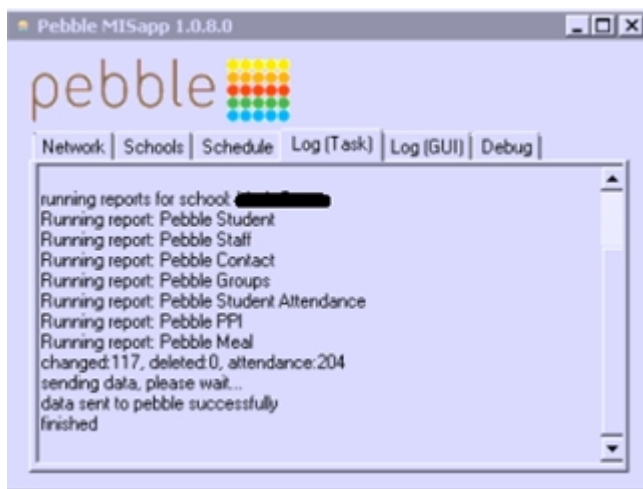 Pebble MISapp 1.0.8.0
pebble
Network Schools Schedule Log (Task) Log (GUI) Debug
running reports for school:
Running report: Pebble Student
Running report: Pebble Staff
Running report: Pebble Contact
Running report: Pebble Groups
Running report: Pebble Student Attendance
Running report: Pebble PPI
Running report: Pebble Meal
changed:117, deleted:0, attendance:204
sending data, please wait...
data sent to pebble successfully
finished